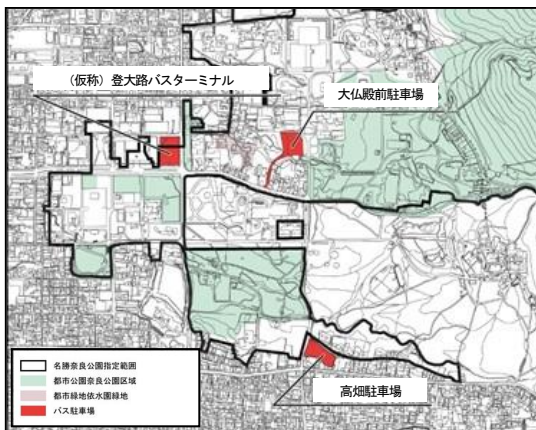 （仮称）登大路バスターミナル
大仏殿前駐車場
高畑駐車場
名勝奈良公園指定範囲
都市公園奈良公園区域
都市緑地依水園緑地
バス駐車場